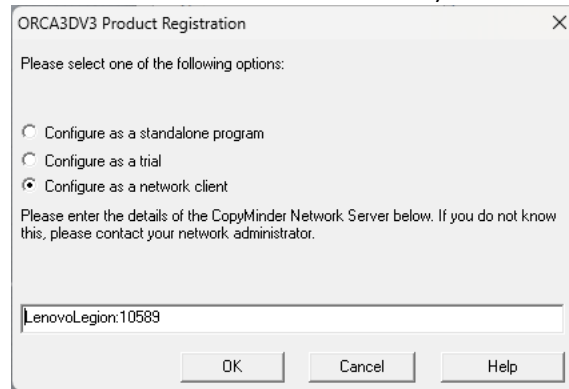 ORCA3DV3 Product Registration
Please select one of the following options:
Configure as a standalone program
Configure as a trial
Configure as a network client
Please enter the details of the CopyMinder Network Server below. If you do not know
this, please contact your network administrator.
LenovoLegion:10589
OK Cancel Help